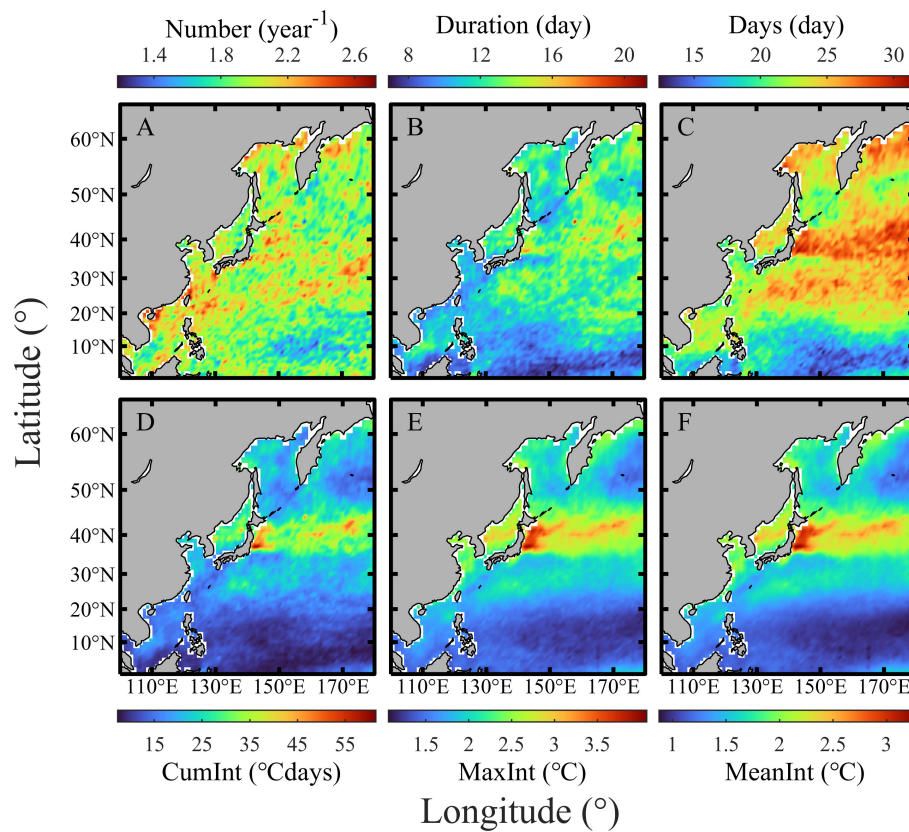 Number (year-1) Duration (day) Days (day)
1.4 1.8 2.2 2.6 8 12 16 20 15 20 25 30
A B C
60°N
50°N
40°N
30°N
20°N
10°N
Latitude (°)
D E F
60°N
50°N
40°N
30°N
20°N
10°N
110°E 130°E 150°E 170°E 110°E 130°E 150°E 170°E 110°E 130°E 150°E 170°E
15 25 35 45 55 1.5 2 2.5 3 3.5 1 1.5 2 2.5 3
CumInt (°Cdays) MaxInt (°C) MeanInt (°C)
Longitude (°)